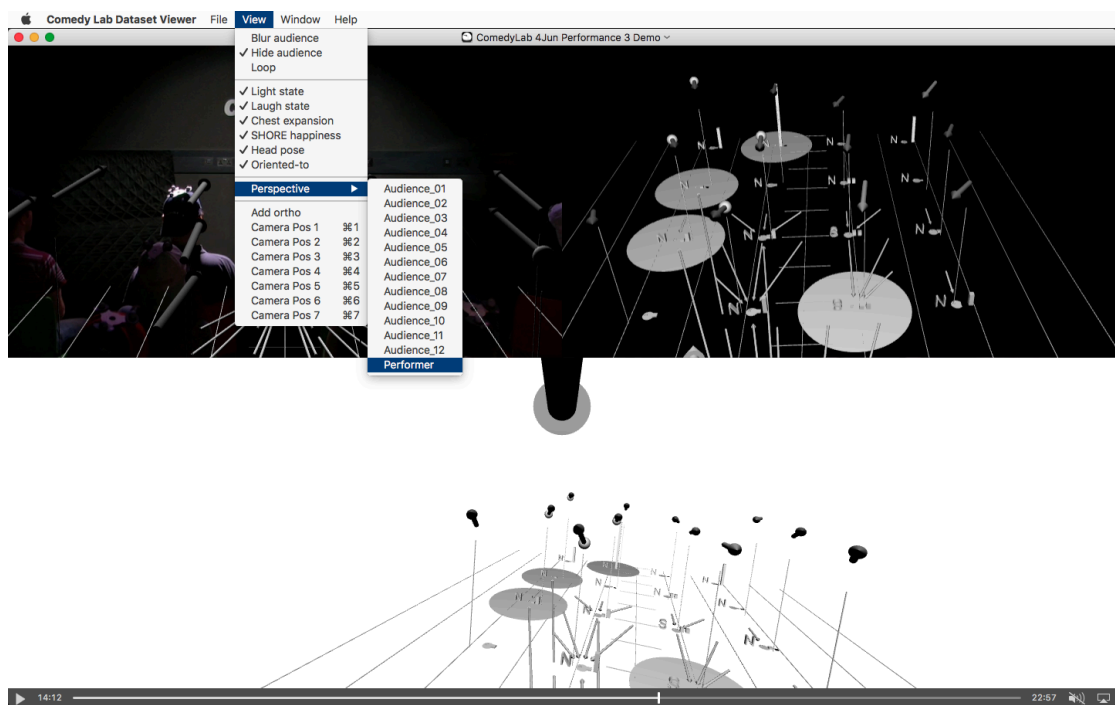 Comedy Lab Dataset Viewer File View Window Help
ComedyLab 4Jun Performance 3 Demo
Blur audience
✓ Hide audience
Loop
✓ Light state
✓ Laugh state
✓ Chest expansion
✓ SHORE happiness
✓ Head pose
✓ Oriented-to
Perspective ▶
Add ortho
Camera Pos 1 ⌘1
Camera Pos 2 ⌘2
Camera Pos 3 ⌘3
Camera Pos 4 ⌘4
Camera Pos 5 ⌘5
Camera Pos 6 ⌘6
Camera Pos 7 ⌘7
Audience_01
Audience_02
Audience_03
Audience_04
Audience_05
Audience_06
Audience_07
Audience_08
Audience_09
Audience_10
Audience_11
Audience_12
Performer
14:12
22:57